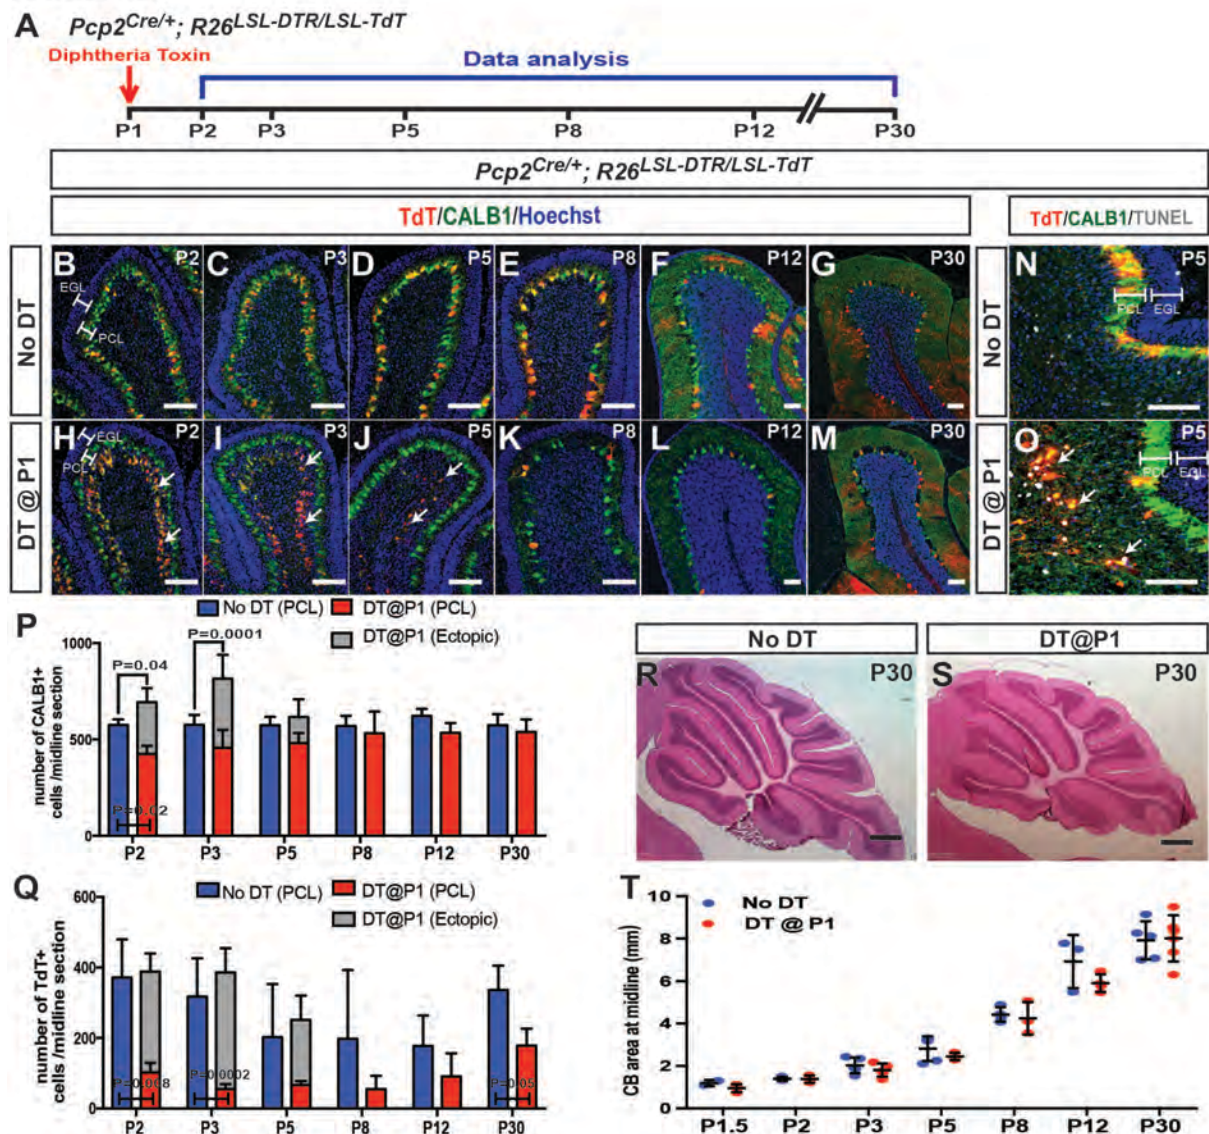 A Pcp2Cre/+; R26LSL-DTR/LSL-TdT
Diphtheria Toxin
Data analysis
P1 P2 P3 P5 P8 P12 P30
Pcp2Cre/+; R26LSL-DTR/LSL-TdT
TdT/CALB1/Hoechst
TdT/CALB1/TUNEL
No DT
B P2 EGL PCL
C P3
D P5
E P8
F P12
G P30
No DT
N P5 PCL EGL
DT @ P1
H P2 EGL PCL
I P3
J P5
K P8
L P12
M P30
DT @ P1
O P5 PCL EGL
P
No DT (PCL) DT@P1 (PCL)
DT@P1 (Ectopic)
number of CALB1+
cells /midline section
1000
500
0
P=0.04
P=0.0001
P=0.02
P2 P3 P5 P8 P12 P30
Q
No DT (PCL) DT@P1 (PCL)
DT@P1 (Ectopic)
number of TdT+
cells /midline section
600
400
200
0
P=0.008
P=0.0002
P=0.05
P2 P3 P5 P8 P12 P30
No DT
DT@P1
R P30
S P30
T
No DT
DT @ P1
CB area at midline (mm)
10
8
6
4
2
0
P1.5 P2 P3 P5 P8 P12 P30